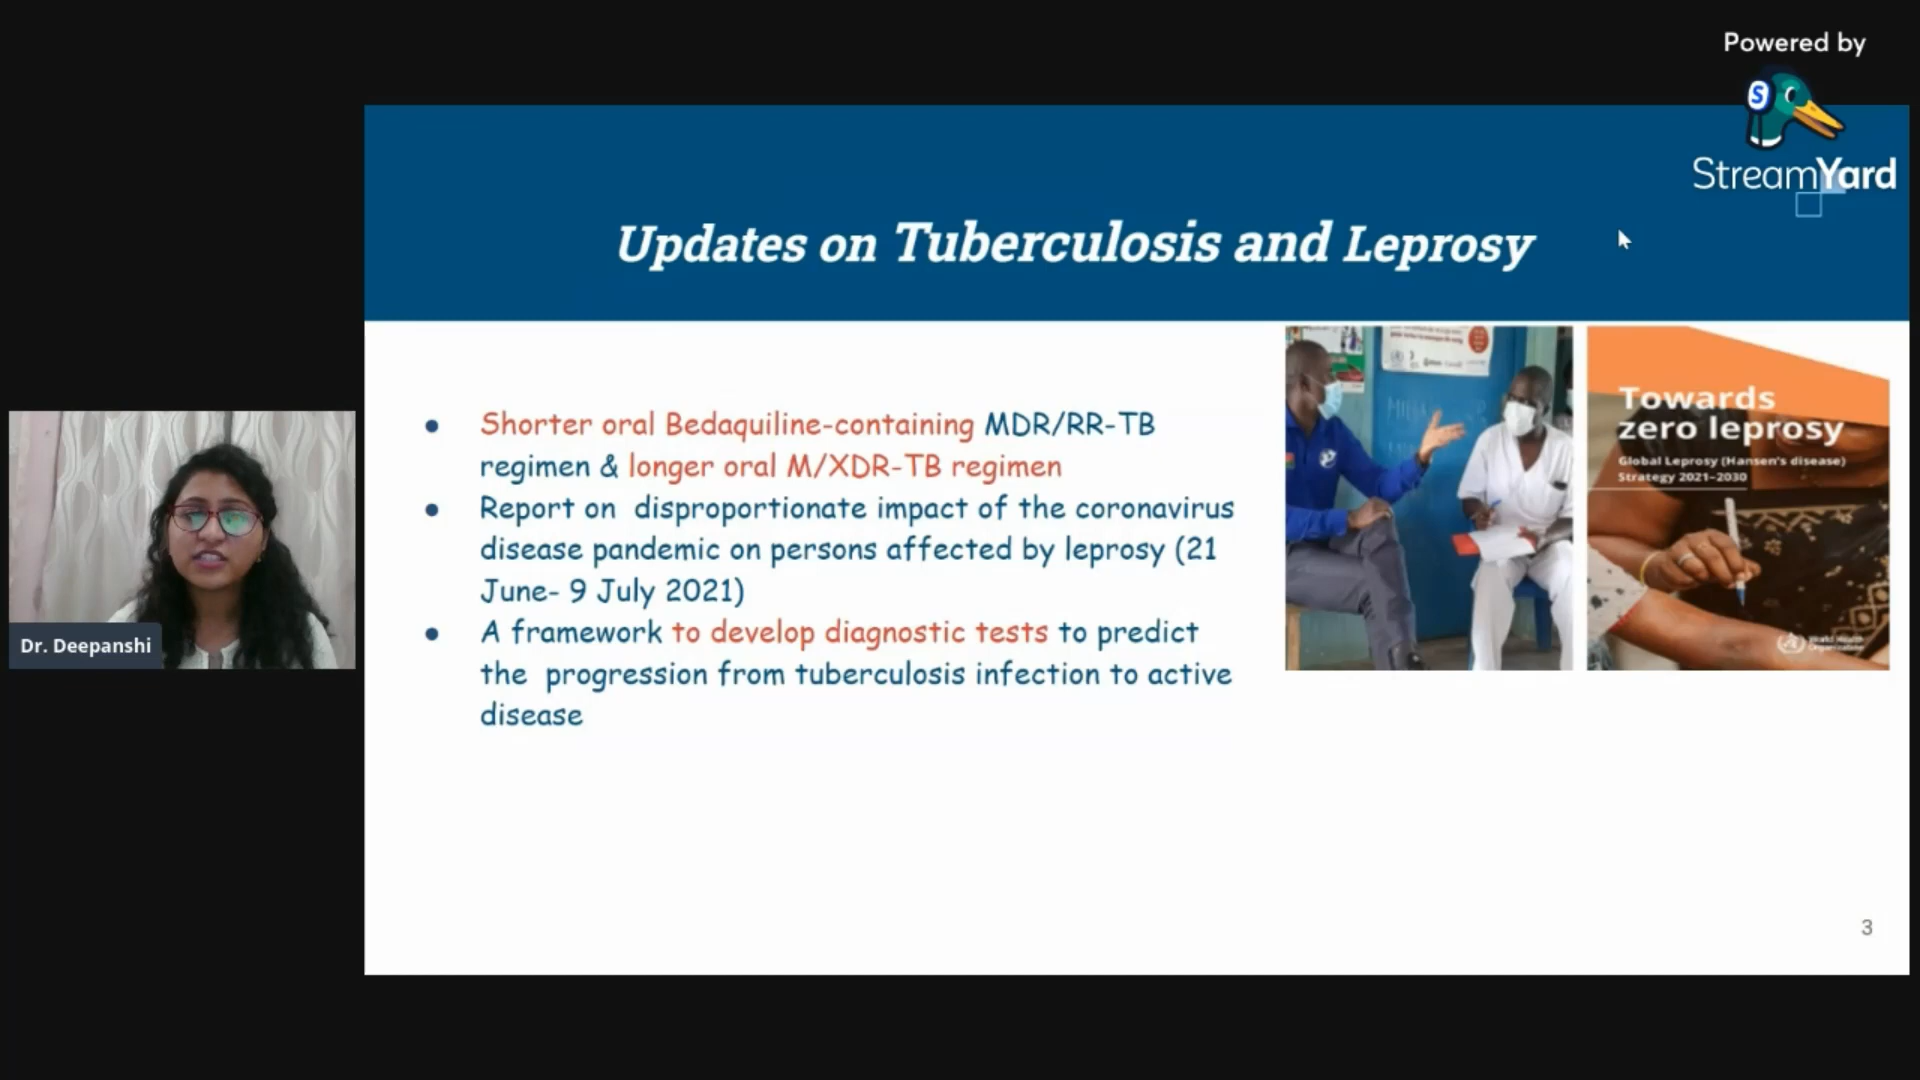 Powered by
StreamYard
Updates on Tuberculosis and Leprosy
● Shorter oral Bedaquiline-containing MDR/RR-TB
regimen & longer oral M/XDR-TB regimen
● Report on disproportionate impact of the coronavirus
disease pandemic on persons affected by leprosy (21
June- 9 July 2021)
● A framework to develop diagnostic tests to predict
the progression from tuberculosis infection to active
disease
Towards
zero leprosy
Global Leprosy (Hansen's disease)
Strategy 2021–2030
World Health
Organization
Dr. Deepanshi
3